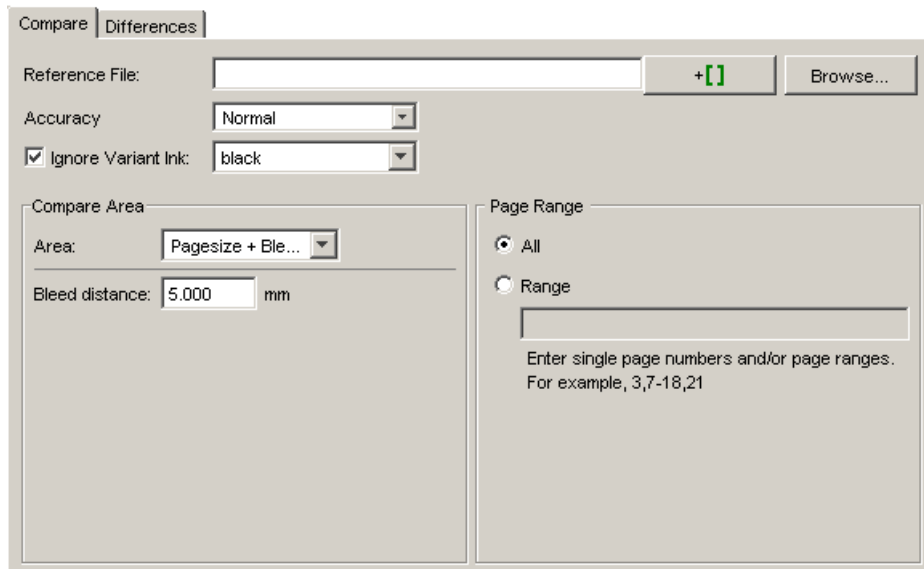 Compare Differences
Reference File: +[] Browse...
Accuracy Normal
Ignore Variant Ink: black
Compare Area
Area: Pagesize + Ble...
Bleed distance: 5.000 mm
Page Range
All
Range
Enter single page numbers and/or page ranges.
For example, 3,7-18,21